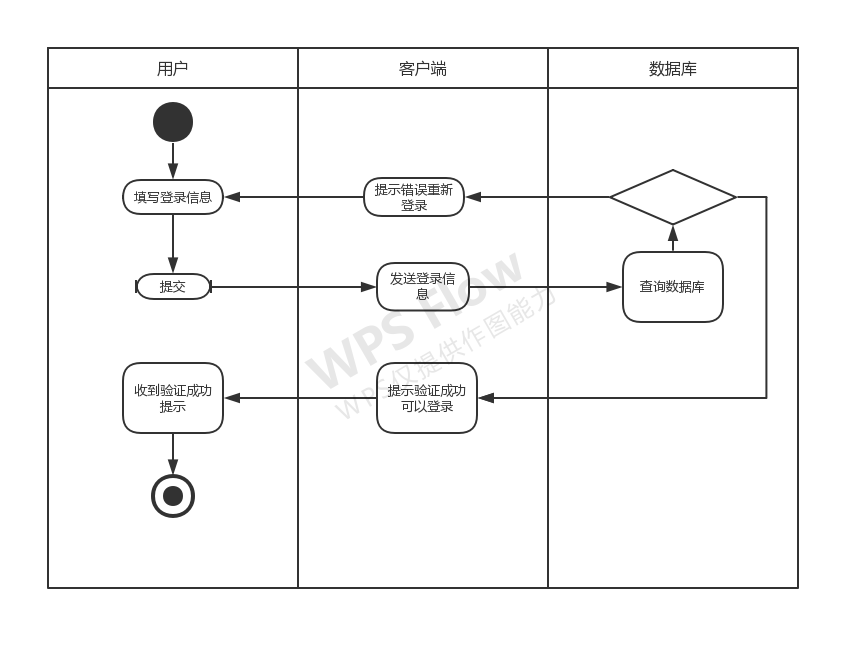 用户
客户端
数据库
填写登录信息
提示错误重新
登录
提交
发送登录信
息
查询数据库
收到验证成功
提示
提示验证成功
可以登录
WPS Flow
WPS仅提供作图能力